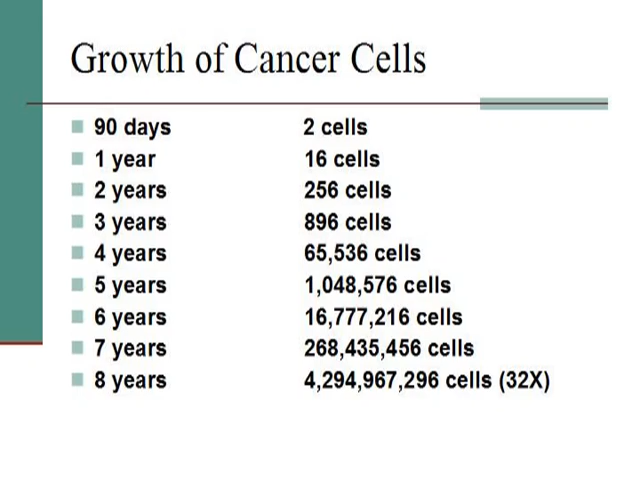 Growth of Cancer Cells
90 days 2 cells
1 year 16 cells
2 years 256 cells
3 years 896 cells
4 years 65,536 cells
5 years 1,048,576 cells
6 years 16,777,216 cells
7 years 268,435,456 cells
8 years 4,294,967,296 cells (32X)